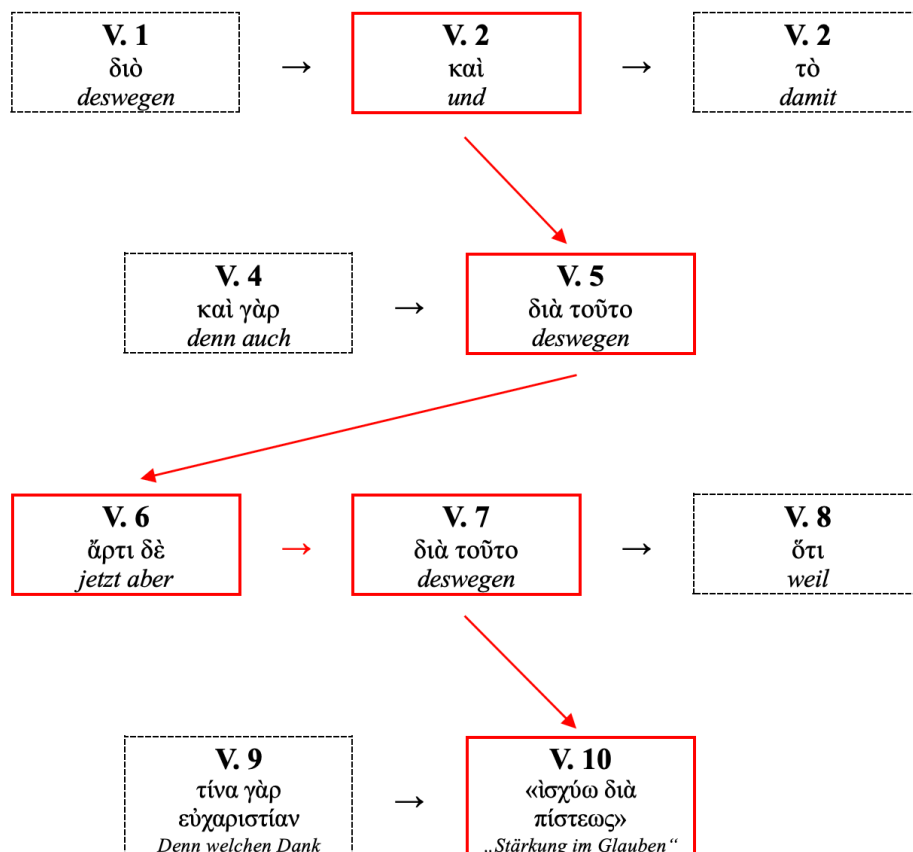 V. 1
διὸ
deswegen
→
V. 2
καὶ
und
→
V. 2
τὸ
damit
V. 4
καὶ γὰρ
denn auch
→
V. 5
διὰ τοῦτο
deswegen
V. 6
ἄρτι δὲ
jetzt aber
→
V. 7
διὰ τοῦτο
deswegen
→
V. 8
ὅτι
weil
V. 9
τίνα γὰρ
εὐχαριστίαν
Denn welchen Dank
→
V. 10
«ἰσχύω διὰ
πίστεως»
„Stärkung im Glauben“